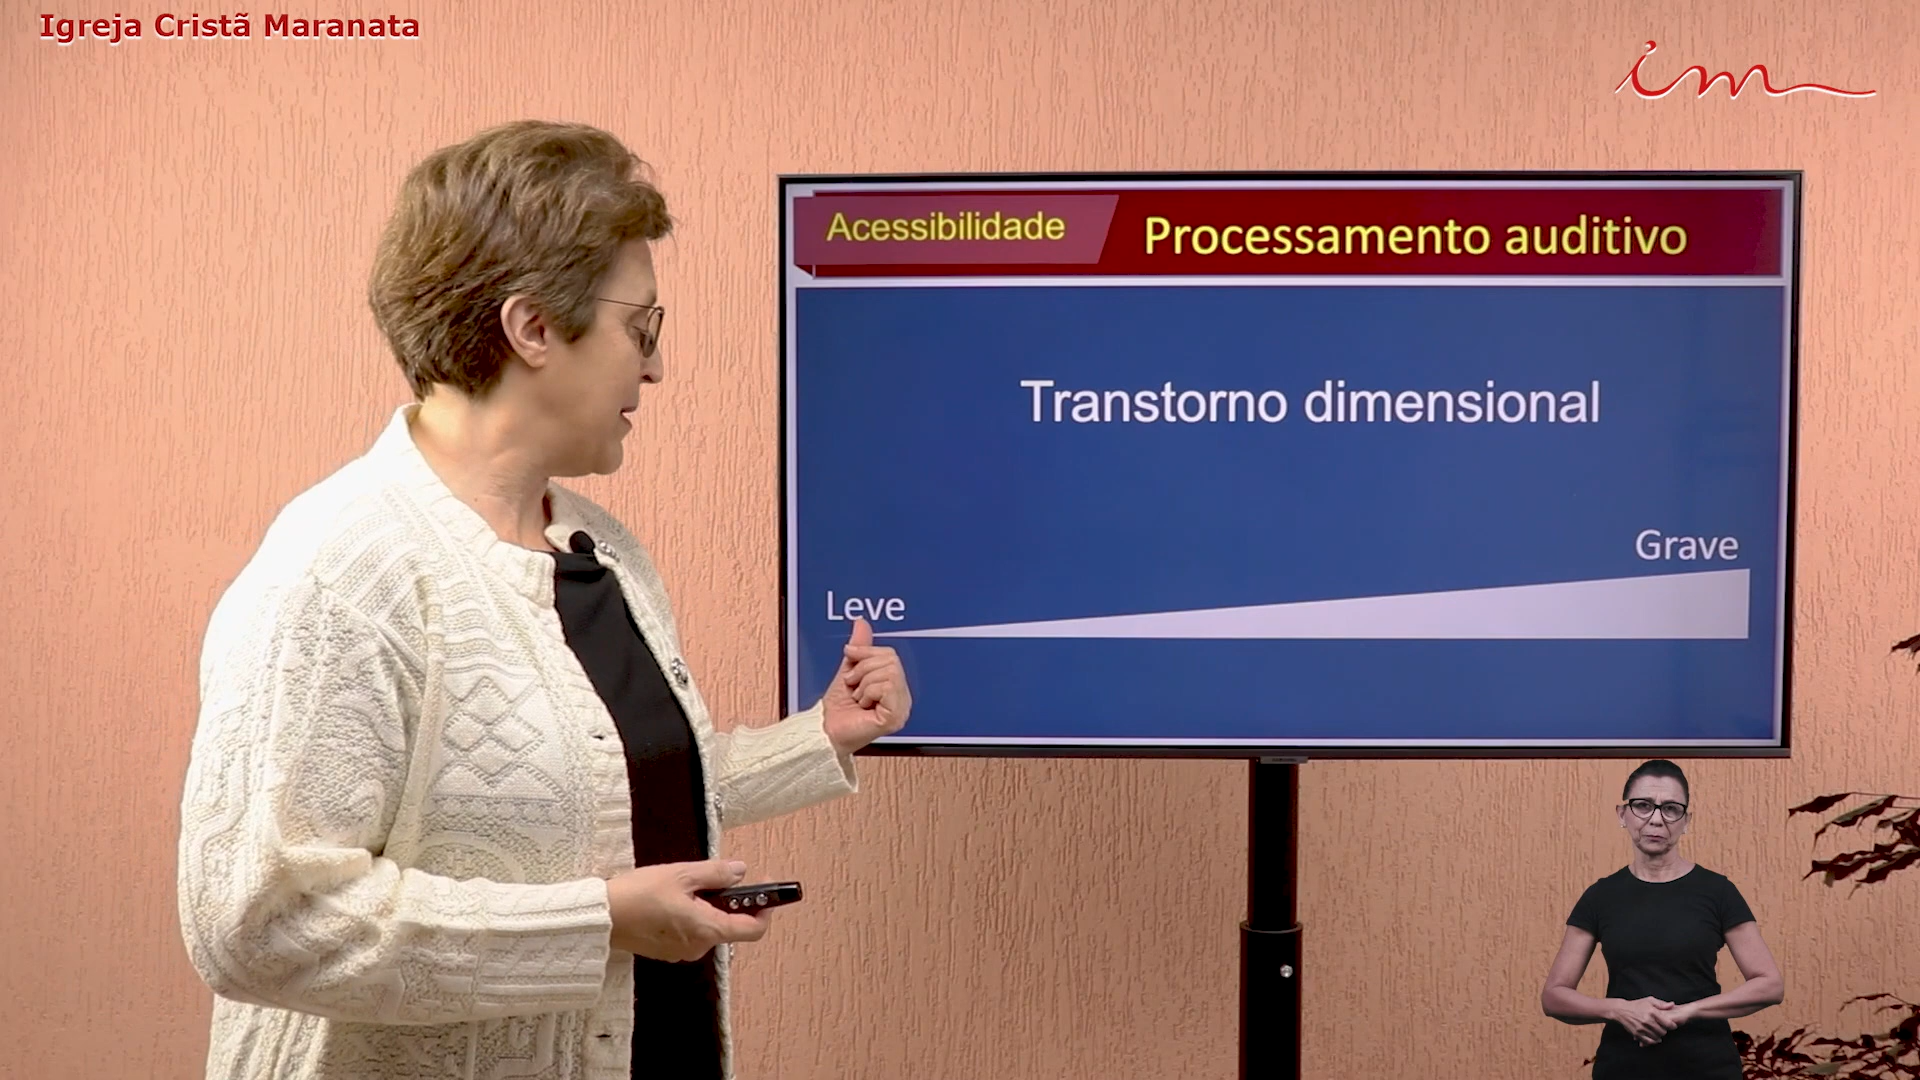 Igreja Cristã Maranata
im
Acessibilidade
Processamento auditivo
Transtorno dimensional
Grave
Leve